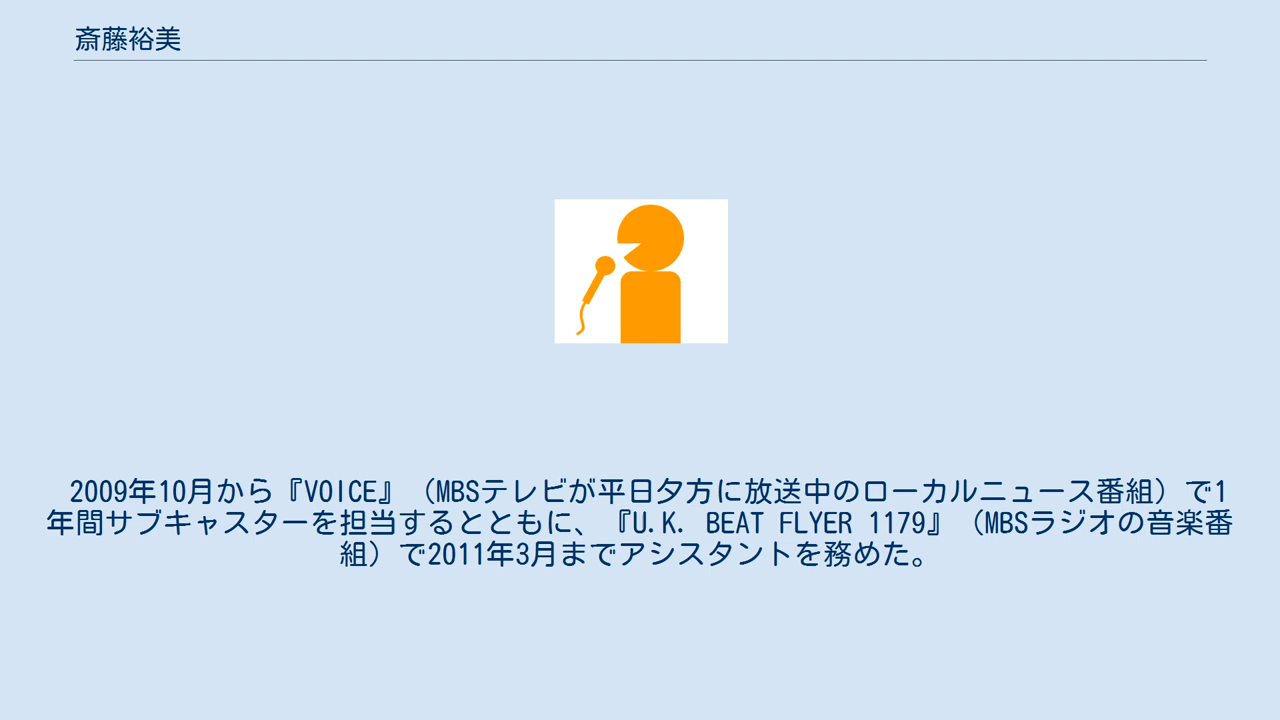 斎藤裕美
2009年10月から『VOICE』（MBSテレビが平日夕方に放送中のローカルニュース番組）で1
年間サブキャスターを担当するとともに、『U.K. BEAT FLYER 1179』（MBSラジオの音楽番
組）で2011年3月までアシスタントを務めた。